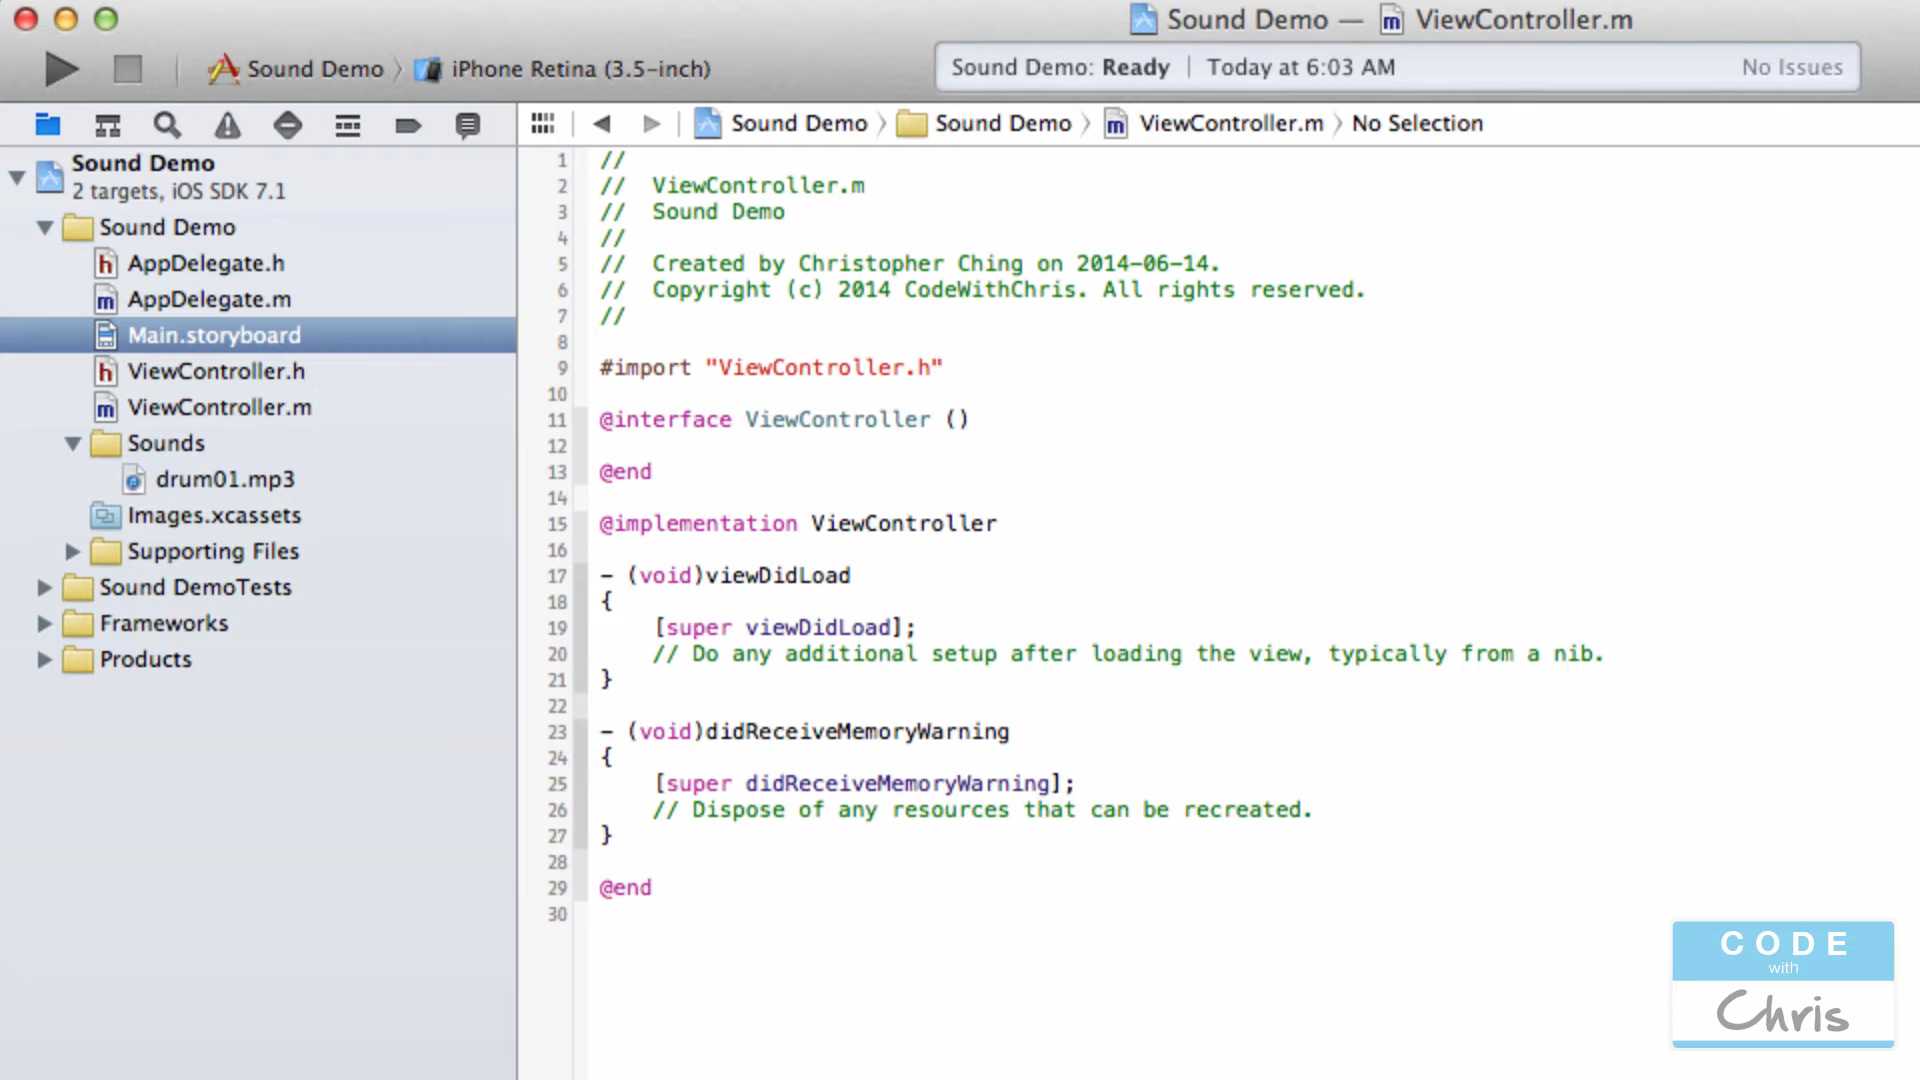 Sound Demo — ViewController.m
Sound Demo iPhone Retina (3.5-inch)
Sound Demo: Ready | Today at 6:03 AM No Issues
Sound Demo Sound Demo ViewController.m No Selection
Sound Demo
2 targets, iOS SDK 7.1
Sound Demo
AppDelegate.h
AppDelegate.m
Main.storyboard
ViewController.h
ViewController.m
Sounds
drum01.mp3
Images.xcassets
Supporting Files
Sound DemoTests
Frameworks
Products
1 //
2 //  ViewController.m
3 //  Sound Demo
4 //
5 //  Created by Christopher Ching on 2014-06-14.
6 //  Copyright (c) 2014 CodeWithChris. All rights reserved.
7 //
8
9 #import "ViewController.h"
10
11 @interface ViewController ()
12
13 @end
14
15 @implementation ViewController
16
17 - (void)viewDidLoad
18 {
19     [super viewDidLoad];
20     // Do any additional setup after loading the view, typically from a nib.
21 }
22
23 - (void)didReceiveMemoryWarning
24 {
25     [super didReceiveMemoryWarning];
26     // Dispose of any resources that can be recreated.
27 }
28
29 @end
30
CODE
with
Chris